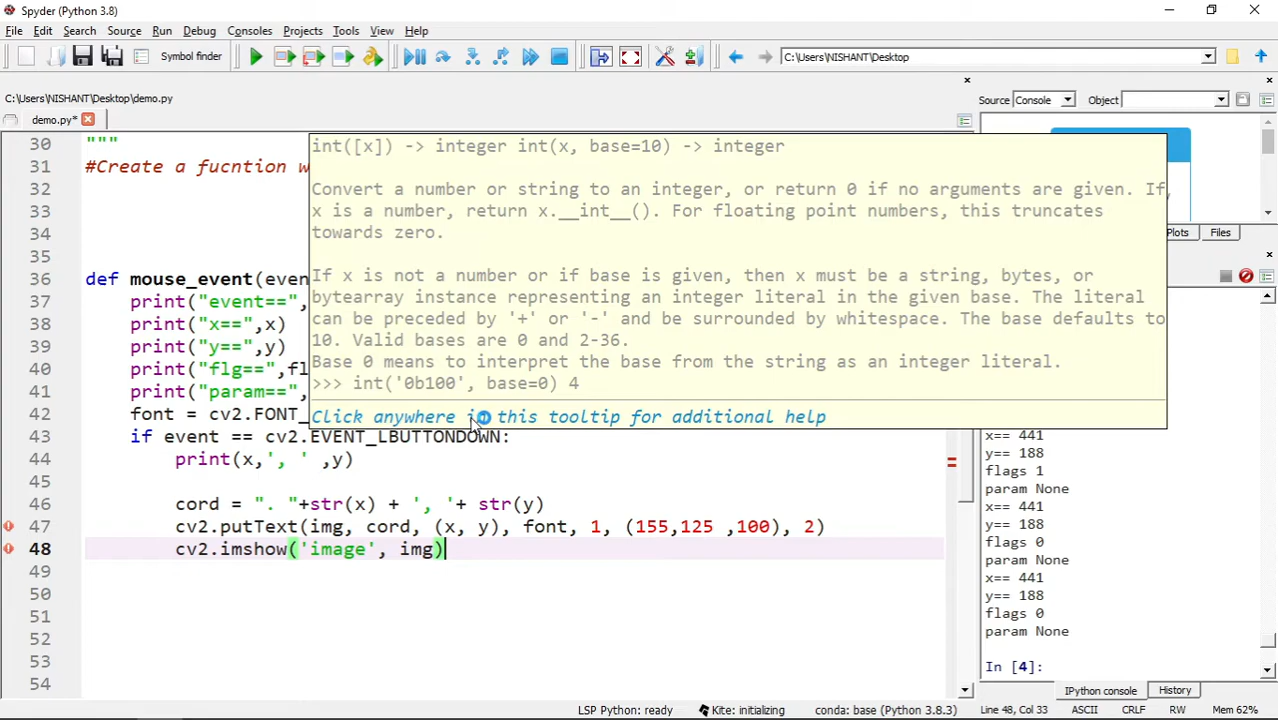 Spyder (Python 3.8)
File Edit Search Source Run Debug Consoles Projects Tools View Help
Symbol finder
C:\Users\NISHANT\Desktop
C:\Users\NISHANT\Desktop\demo.py
Source Console Object
demo.py*
30 """
31 #Create a fucntion w
32
33
34
35
36 def mouse_event(even
37 print("event==",
38 print("x==",x)
39 print("y==",y)
40 print("flg==",fl
41 print("param==",
42 font = cv2.FONT_
43 if event == cv2.EVENT_LBUTTONDOWN:
44 print(x,', ' ,y)
45
46 cord = ". "+str(x) + ', '+ str(y)
47 cv2.putText(img, cord, (x, y), font, 1, (155,125 ,100), 2)
48 cv2.imshow('image', img)
49
50
51
52
53
54
int([x]) -> integer int(x, base=10) -> integer
Convert a number or string to an integer, or return 0 if no arguments are given. If
x is a number, return x.__int__(). For floating point numbers, this truncates
towards zero.
If x is not a number or if base is given, then x must be a string, bytes, or
bytearray instance representing an integer literal in the given base. The literal
can be preceded by '+' or '-' and be surrounded by whitespace. The base defaults to
10. Valid bases are 0 and 2-36.
Base 0 means to interpret the base from the string as an integer literal.
>>> int('0b100', base=0) 4
Click anywhere this tooltip for additional help
Plots Files
x== 441
y== 188
flags 1
param None
x== 441
y== 188
flags 0
param None
x== 441
y== 188
flags 0
param None
In [4]:
IPython console History
LSP Python: ready Kite: initializing conda: base (Python 3.8.3) Line 48, Col 33 ASCII CRLF RW Mem 62%